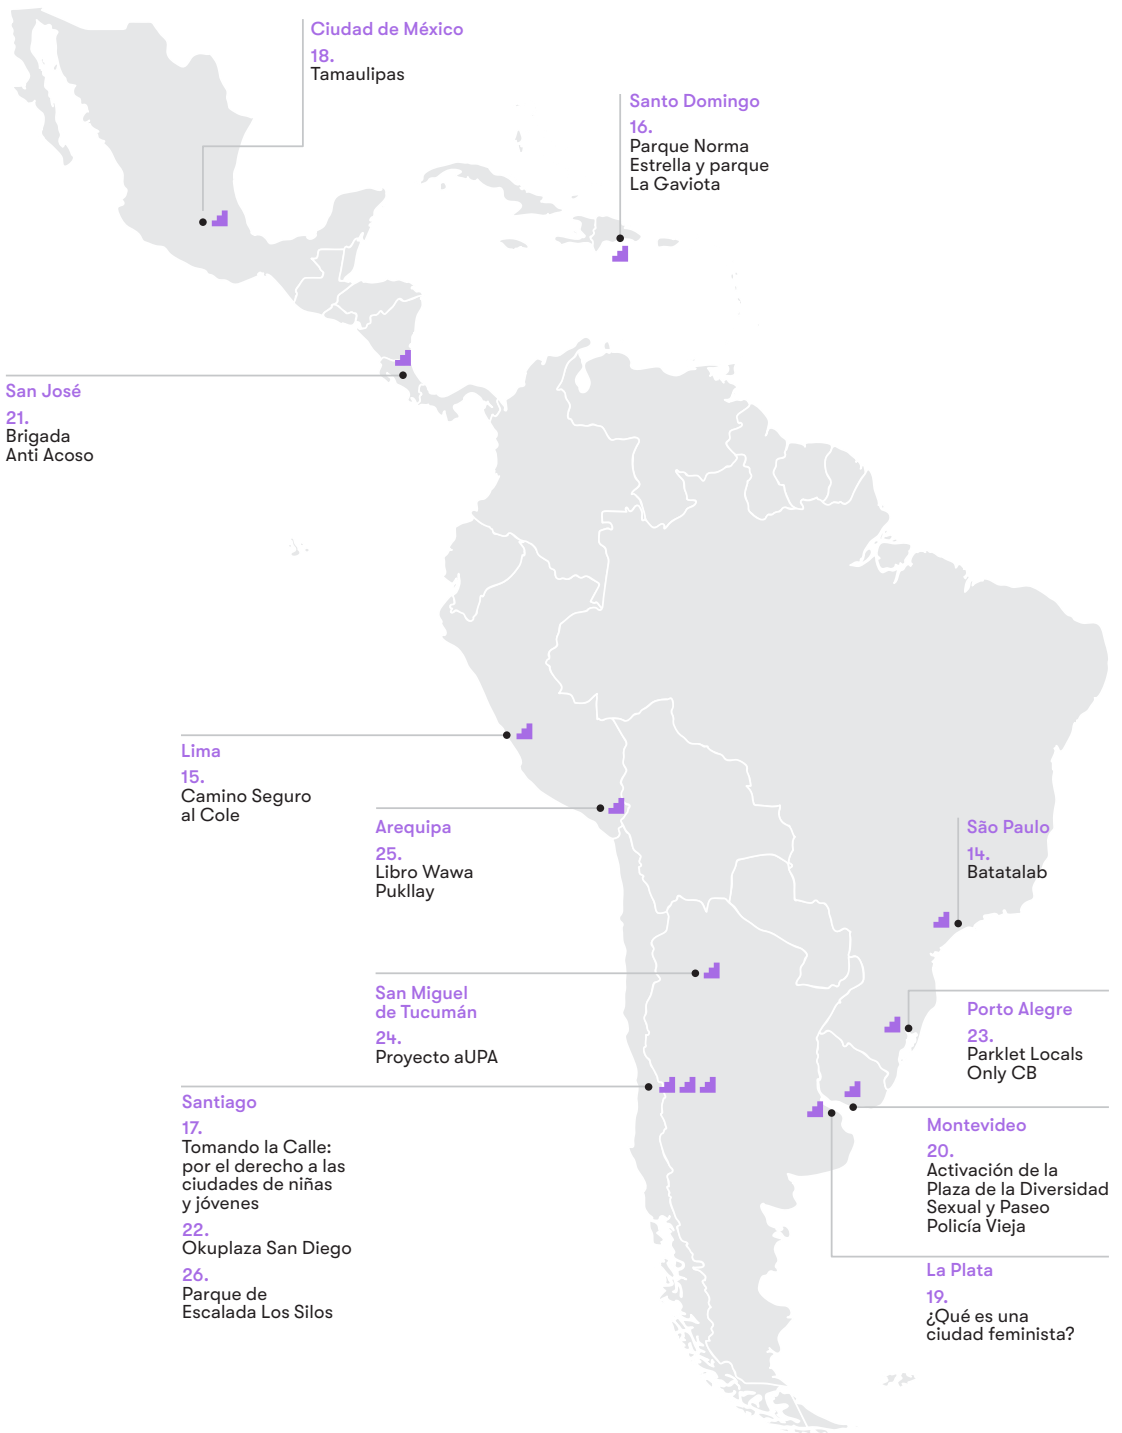 Ciudad de México
18.
Tamaulipas
Santo Domingo
16.
Parque Norma
Estrella y parque
La Gaviota
San José
21.
Brigada
Anti Acoso
Lima
15.
Camino Seguro
al Cole
Arequipa
25.
Libro Wawa
Pukllay
São Paulo
14.
Batatalab
San Miguel
de Tucumán
24.
Proyecto aUPA
Porto Alegre
23.
Parklet Locals
Only CB
Santiago
17.
Tomando la Calle:
por el derecho a las
ciudades de niñas
y jóvenes
22.
Okuplaza San Diego
26.
Parque de
Escalada Los Silos
Montevideo
20.
Activación de la
Plaza de la Diversidad
Sexual y Paseo
Policía Vieja
La Plata
19.
¿Qué es una
ciudad feminista?